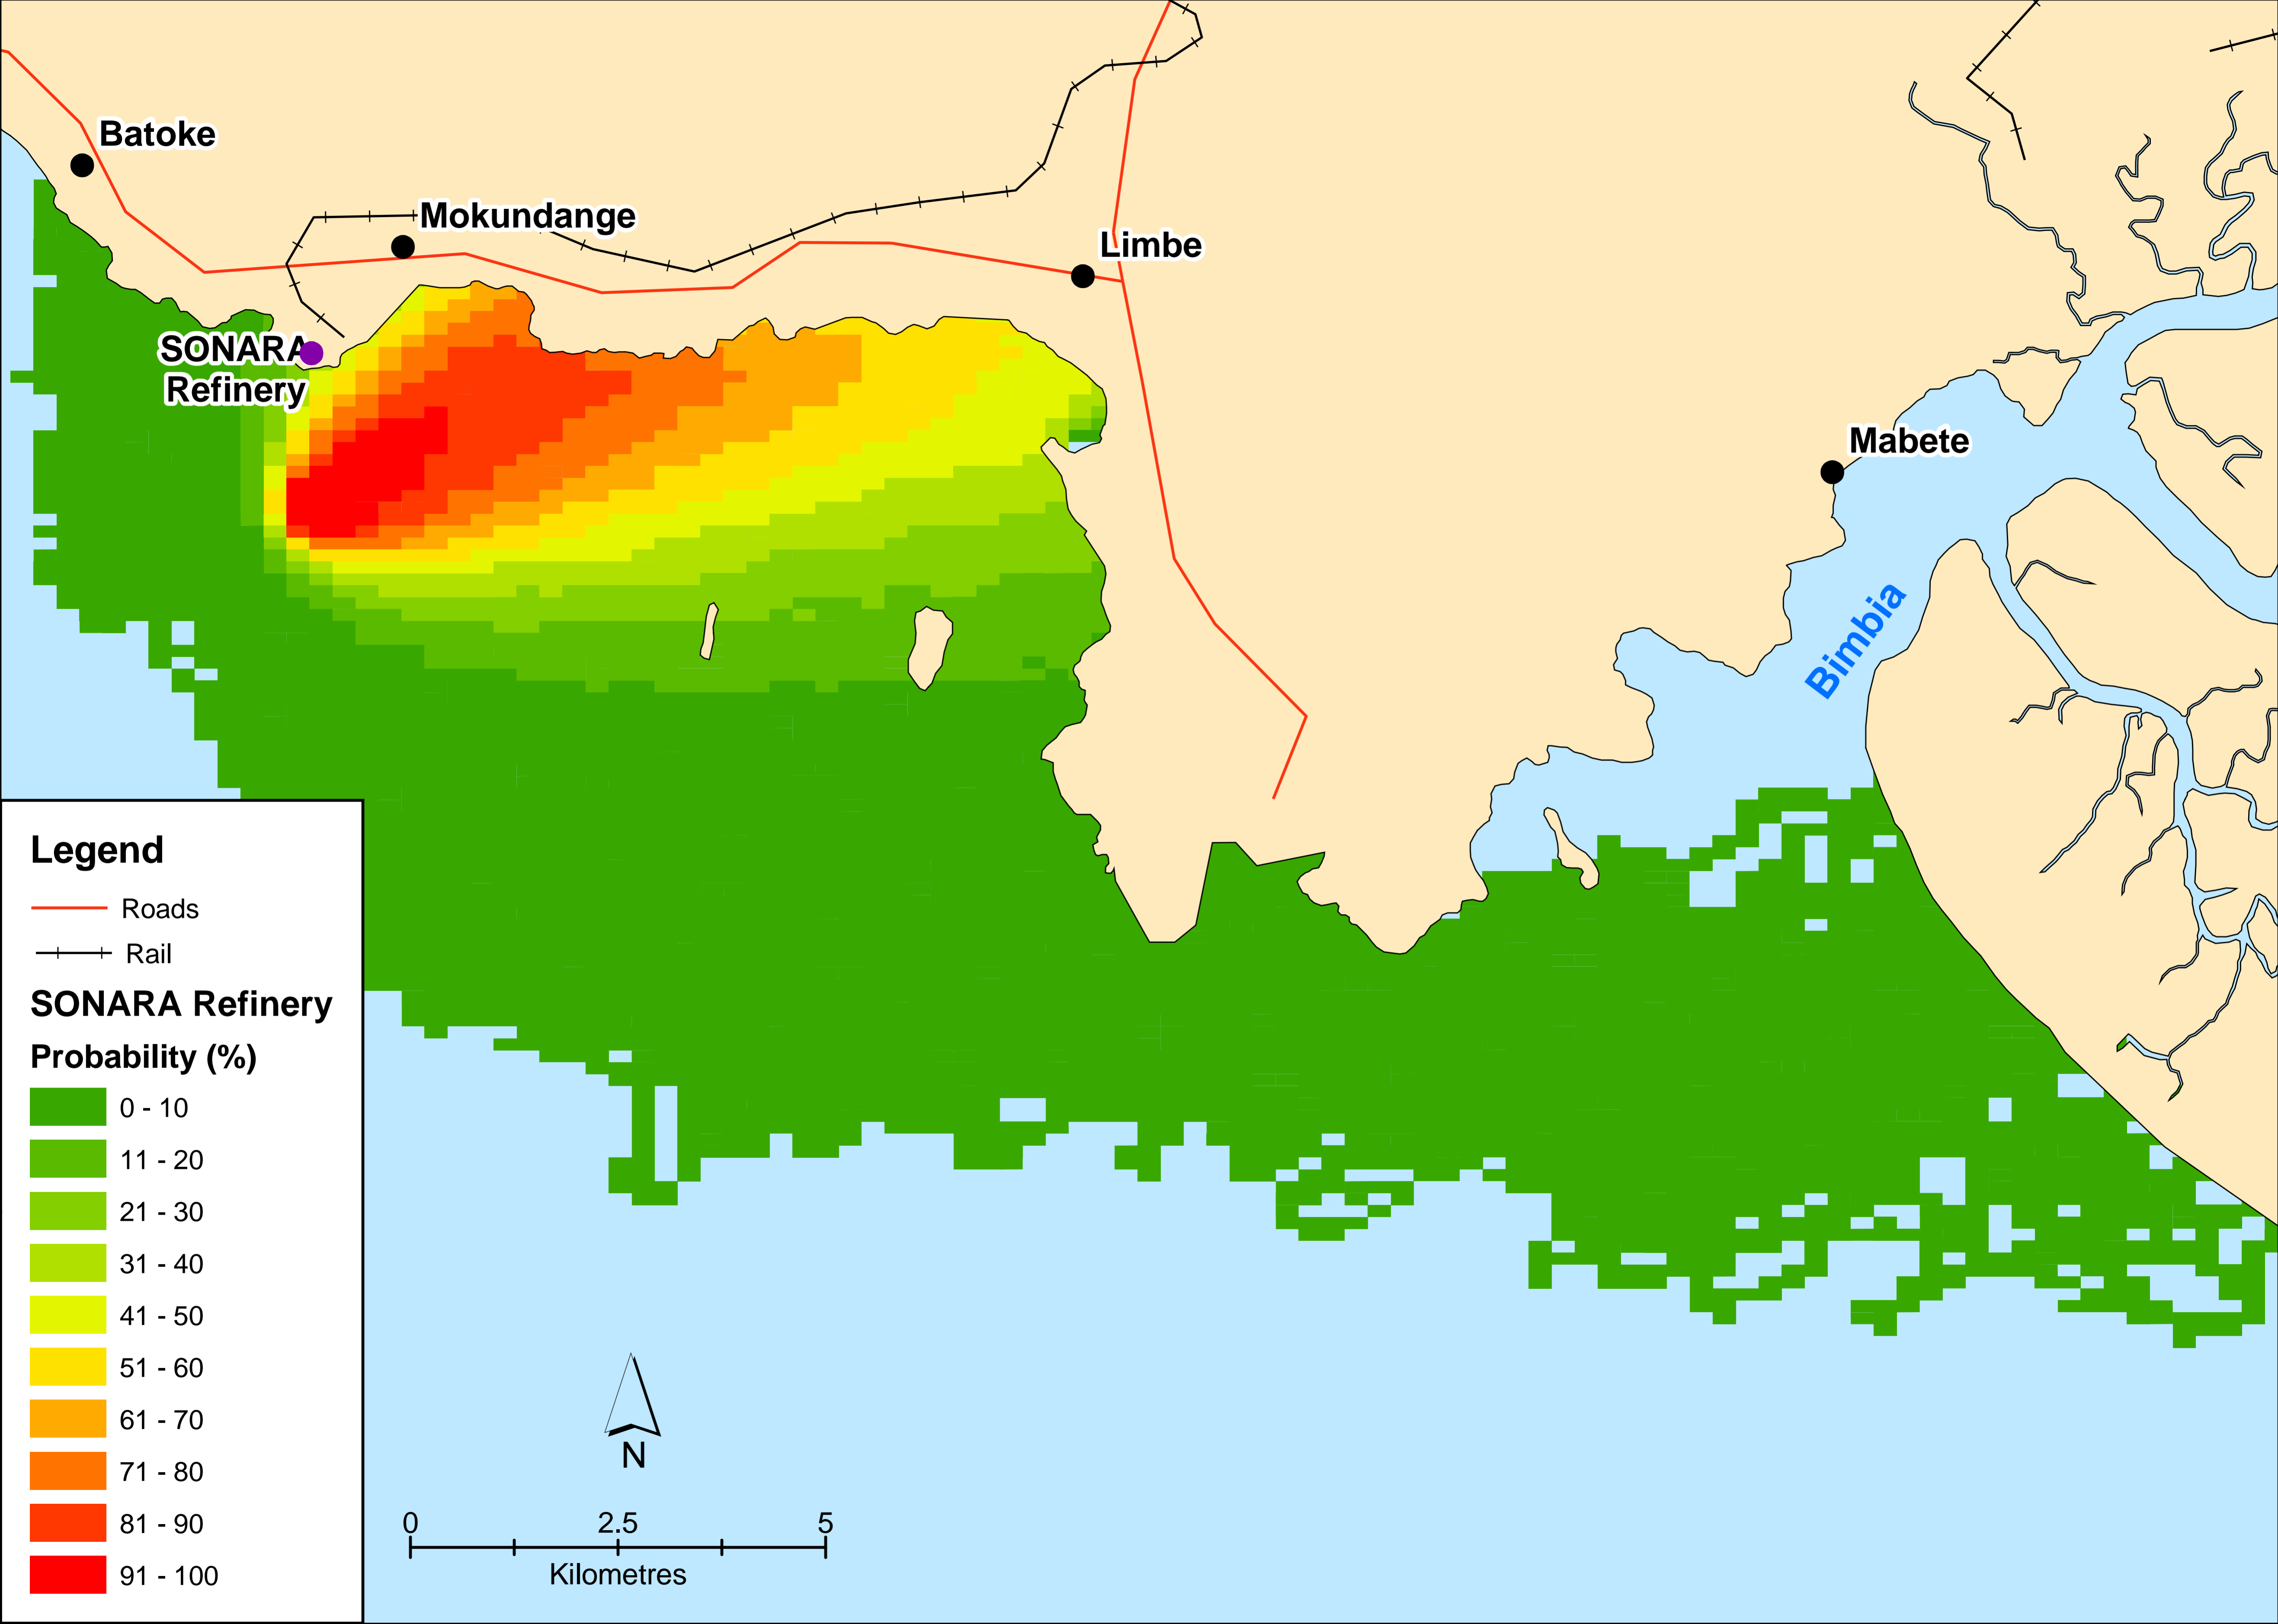 Batoke
Mokundange
Limbe
SONARA
Refinery
Mabete
Bimbia
Legend
Roads
Rail
SONARA Refinery
Probability (%)
0 - 10
11 - 20
21 - 30
31 - 40
41 - 50
51 - 60
61 - 70
71 - 80
81 - 90
91 - 100
N
0 2.5 5
Kilometres